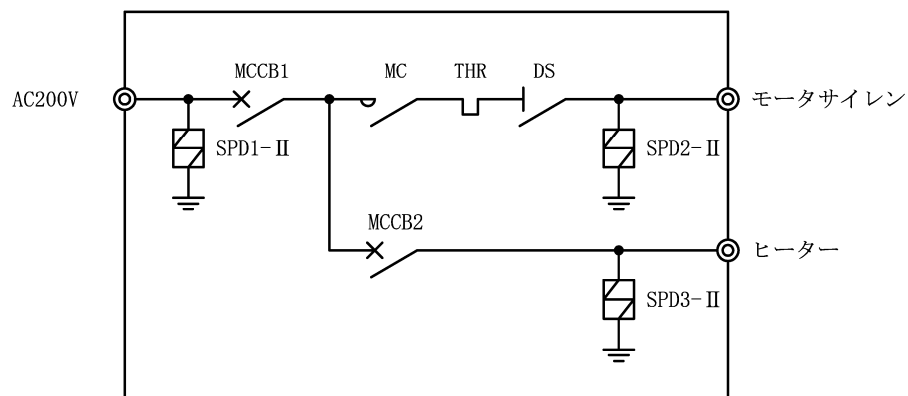 MCCB1
MC
THR
DS
AC200V
モータサイレン
SPD1-Ⅱ
SPD2-Ⅱ
MCCB2
ヒーター
SPD3-Ⅱ